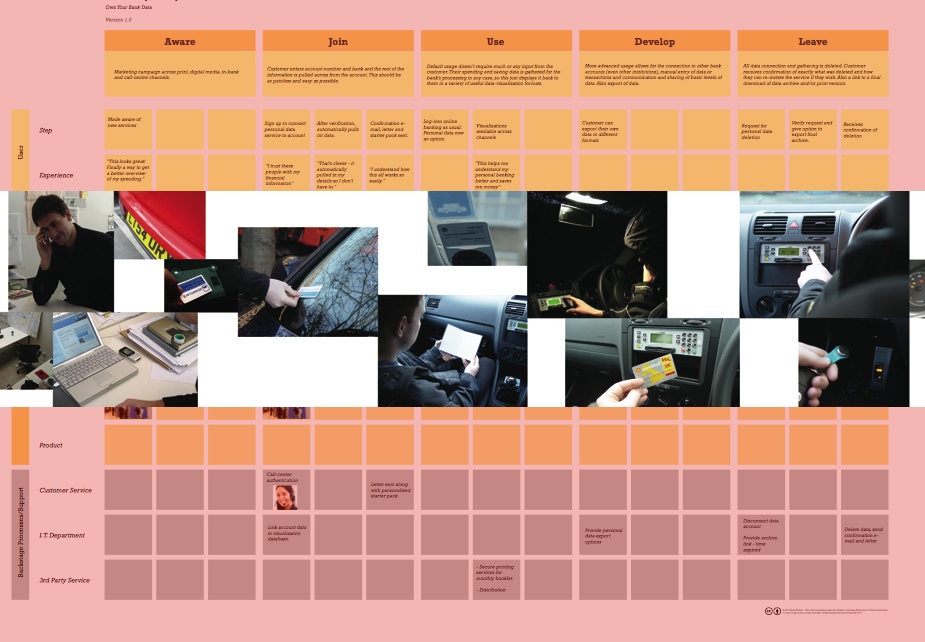 Own Your Bank Data
Version 1.0
Aware
Join
Use
Develop
Leave
Marketing campaign across print, digital media, in-bank
and call-centre channels.
Customer enters account number and bank and the rest of the
information is pulled across from the account. This should be
as painless and easy as possible.
Default usage doesn't require much or any input from the
customer. Their spending and saving data is gathered for the
bank's processing in any case, so this just displays it back to
them in a variety of useful data-visualisation formats.
More advanced usage allows for the connection to other bank
accounts (even other institutions), manual entry of data or
transactions and communication and sharing of basic levels of
data. Also export of data.
All data connection and gathering is deleted. Customer
receives confirmation of exactly what was deleted and how
they can re-instate the service if they wish. Also a link to a final
download of data archive and/or print version.
User
Step
Made aware of
new services
Sign up to connect
personal data
service to account
After verification,
automatically pulls
in data.
Confirmation e-
mail, letter and
starter pack sent.
Log-into online
banking as usual.
Personal data now
an option.
Visualisations
available across
channels
Customer can
export their own
data in different
formats
Request for
personal data
deletion
Verify request and
give option to
export final
archive.
Receives
confirmation of
deletion
Experience
"This looks great!
Finally a way to get
a better overview
of my spending."
"I trust these
people with my
financial
information"
"That's clever - it
automatically
pulled in my
details so I don't
have to."
"I understand how
this all works so
easily."
"This helps me
understand my
personal banking
better and saves
me money"
Product
Backstage Processes/Support
Customer Service
Call-center
authentication
Letter sent along
with personalised
starter pack.
I.T. Department
Link account data
to visualisation
database.
Provide personal
data export
options
Disconnect data
account
Provide archive
link - time
expired
Delete data, send
confirmation e-
mail and letter
3rd Party Service
- Secure printing
services for
monthly booklet.
- Distribution